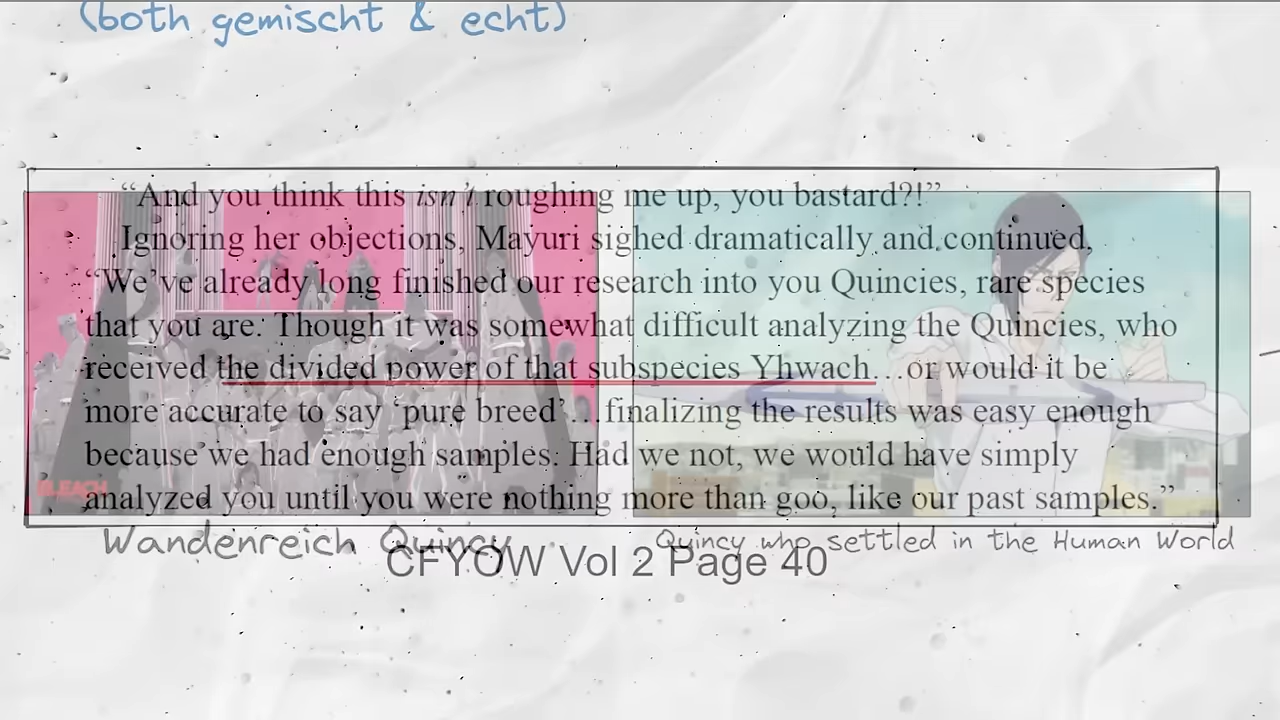 (both gemischt & echt)
“And you think this isn’t roughing me up, you bastard?!”
Ignoring her objections, Mayuri sighed dramatically and continued,
“We’ve already long finished our research into you Quincies, rare species
that you are. Though it was somewhat difficult analyzing the Quincies, who
received the divided power of that subspecies Yhwach…or would it be
more accurate to say ‘pure breed’… finalizing the results was easy enough
because we had enough samples. Had we not, we would have simply
analyzed you until you were nothing more than goo, like our past samples.”
BLEACH
Wandenreich Quincy
Quincy who settled in the Human World
CFYOW Vol 2 Page 40